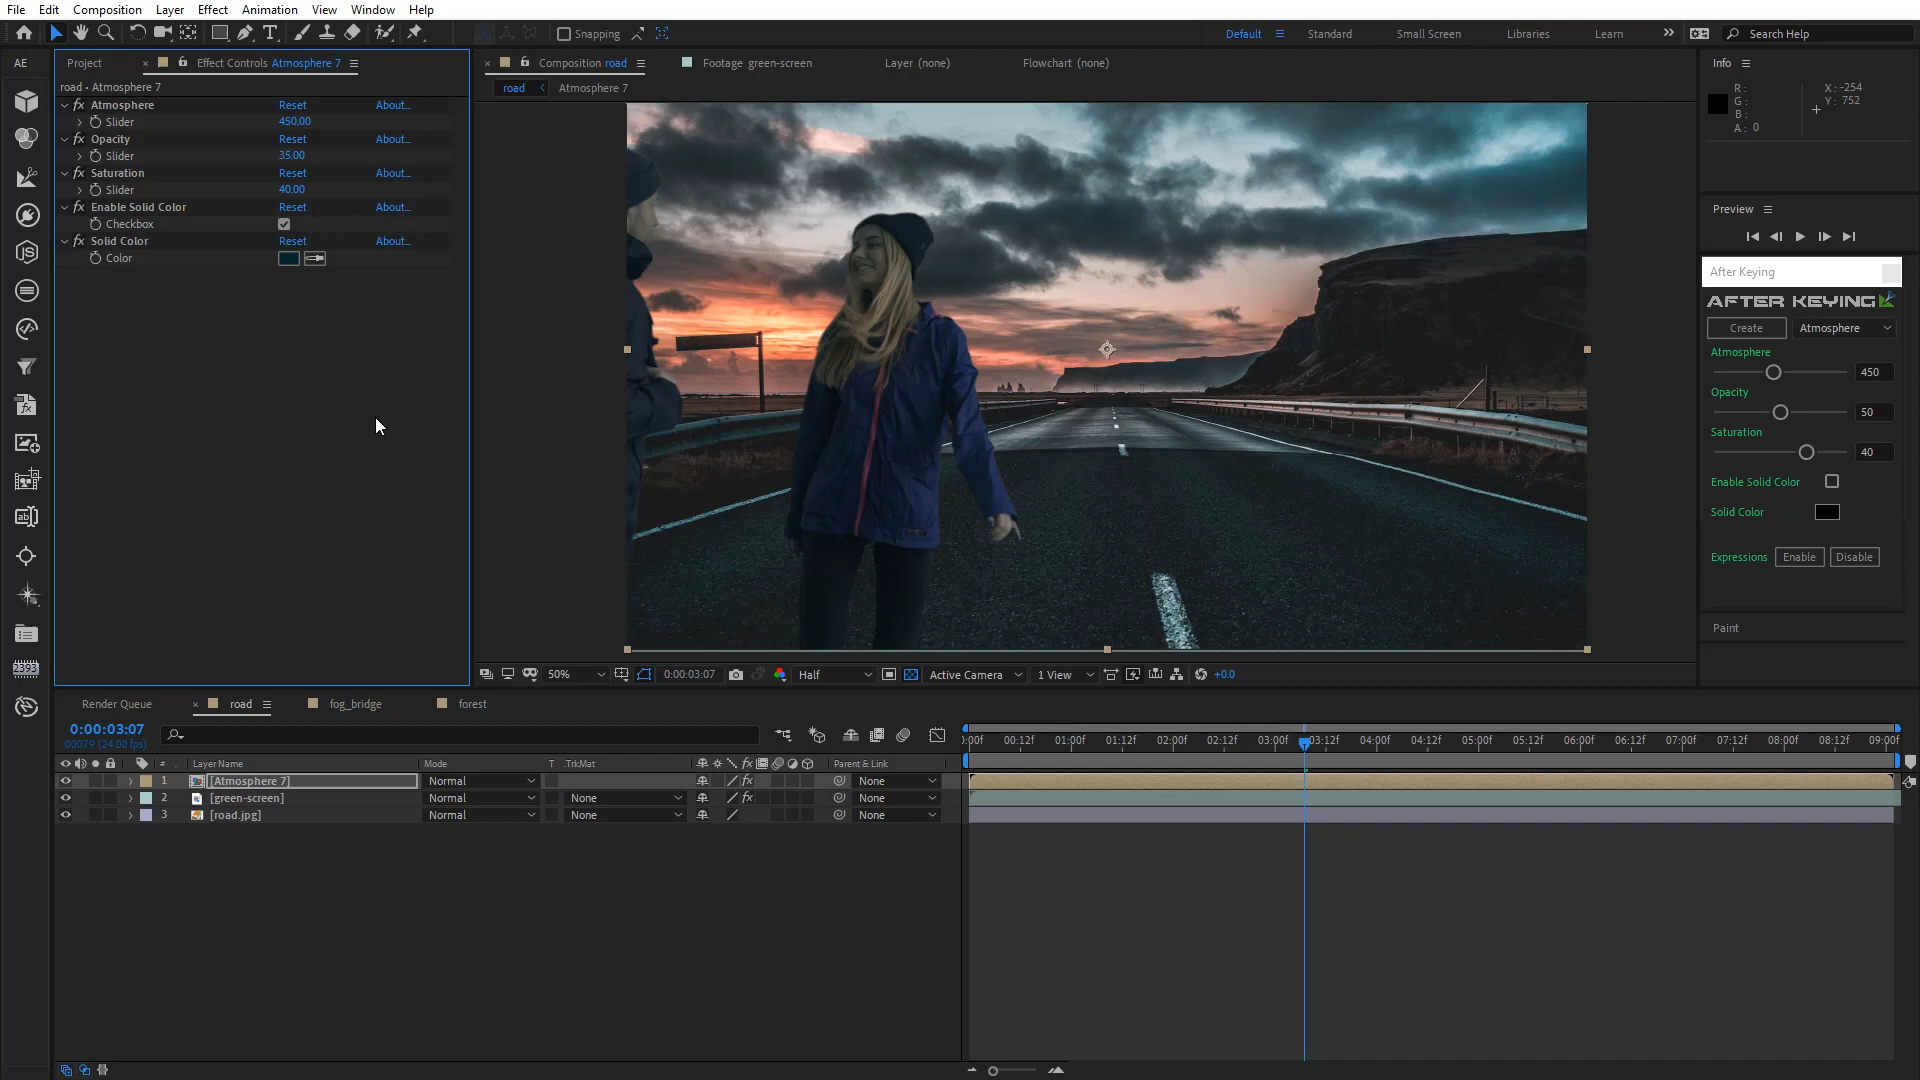 File Edit Composition Layer Effect Animation View Window Help
Snapping Default Standard Small Screen Libraries Learn Search Help
AE Project Effect Controls Atmosphere 7 Composition road Footage green-screen Layer (none) Flowchart (none) Info
road • Atmosphere 7
road Atmosphere 7
Atmosphere Reset About...
Slider 450.00
Opacity Reset About...
Slider 35.00
Saturation Reset About...
Slider 40.00
Enable Solid Color Reset About...
Checkbox
Solid Color Reset About...
Color
R :
G :
B :
A : 0
X : -254
Y : 752
Preview
After Keying
AFTER KEYING
Create Atmosphere
Atmosphere
450
Opacity
50
Saturation
40
Enable Solid Color
Solid Color
Expressions Enable Disable
Paint
50% 0:00:03:07 Half Active Camera 1 View +0.0
Render Queue road fog_bridge forest
0:00:03:07
00079 (24.00 fps)
:00f 00:12f 01:00f 01:12f 02:00f 02:12f 03:00f 03:12f 04:00f 04:12f 05:00f 05:12f 06:00f 06:12f 07:00f 07:12f 08:00f 08:12f 09:00f
# Layer Name Mode T .TrkMat fx Parent & Link
1 [Atmosphere 7] Normal fx None
2 [green-screen] Normal None fx None
3 [road.jpg] Normal None None
2393